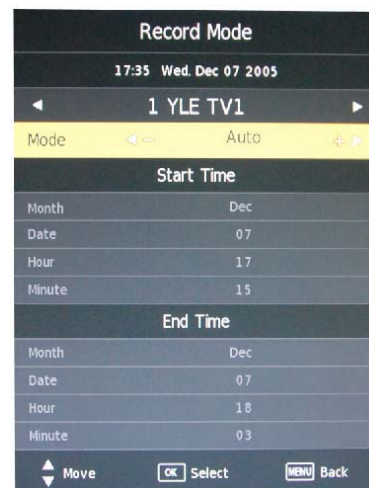 Record Mode
17:35 Wed. Dec 07 2005
1 YLE TV1
Mode Auto
Start Time
Month Dec
Date 07
Hour 17
Minute 15
End Time
Month Dec
Date 07
Hour 18
Minute 03
Move OK Select MENU Back